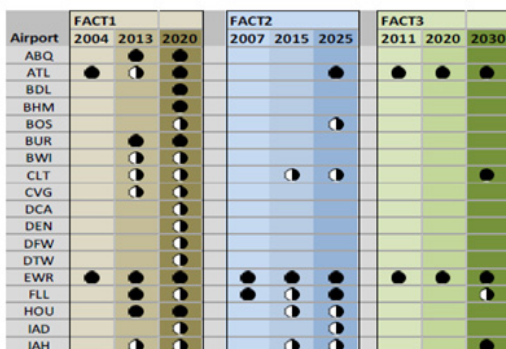 FACT1 FACT2 FACT3
Airport 2004 2013 2020 2007 2015 2025 2011 2020 2030
ABQ
ATL
BDL
BHM
BOS
BUR
BWI
CLT
CVG
DCA
DEN
DFW
DTW
EWR
FLL
HOU
IAD
IAH